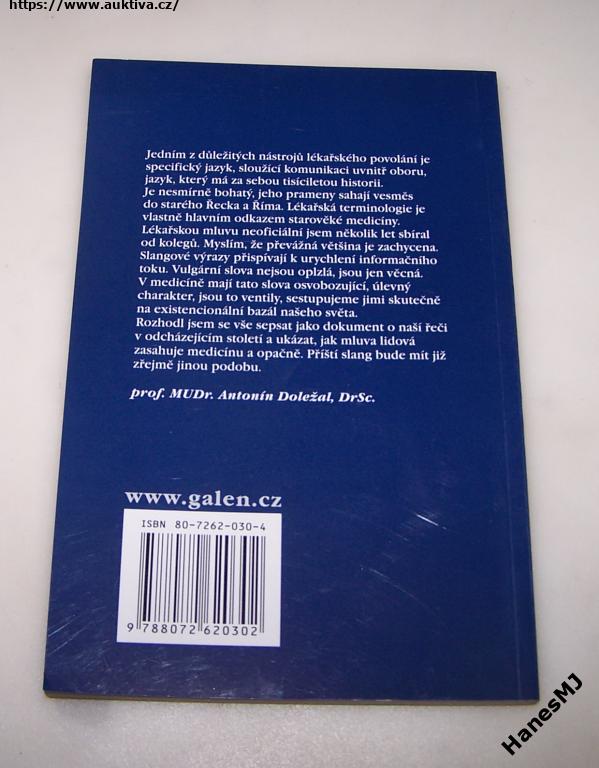 https://www.auktiva.cz/
Jedním z důležitých nástrojů lékařského povolání je
specifický jazyk, sloužící komunikaci uvnitř oboru,
jazyk, který má za sebou tisíciletou historii.
Je nesmírně bohatý, jeho prameny sahají vesměs
do starého Řecka a Říma. Lékařská terminologie je
vlastně hlavním odkazem starověké medicíny.
Lékařskou mluvu neoficiální jsem několik let sbíral
od kolegů. Myslím, že převážná většina je zachycena.
Slangové výrazy přispívají k urychlení informačního
toku. Vulgární slova nejsou oplzlá, jsou jen věcná.
V medicíně mají tato slova osvobozující, úlevný
charakter, jsou to ventily, sestupujeme jimi skutečně
na existencionální bazál našeho světa.
Rozhodl jsem se vše sepsat jako dokument o naší řeči
v odcházejícím století a ukázat, jak mluva lidová
zasahuje medicínu a opačně. Příští slang bude mít již
zřejmě jinou podobu.
prof. MUDr. Antonín Doležal, DrSc.
www.galen.cz
ISBN 80-7262-030-4
9 788072 620302
HanesMJ